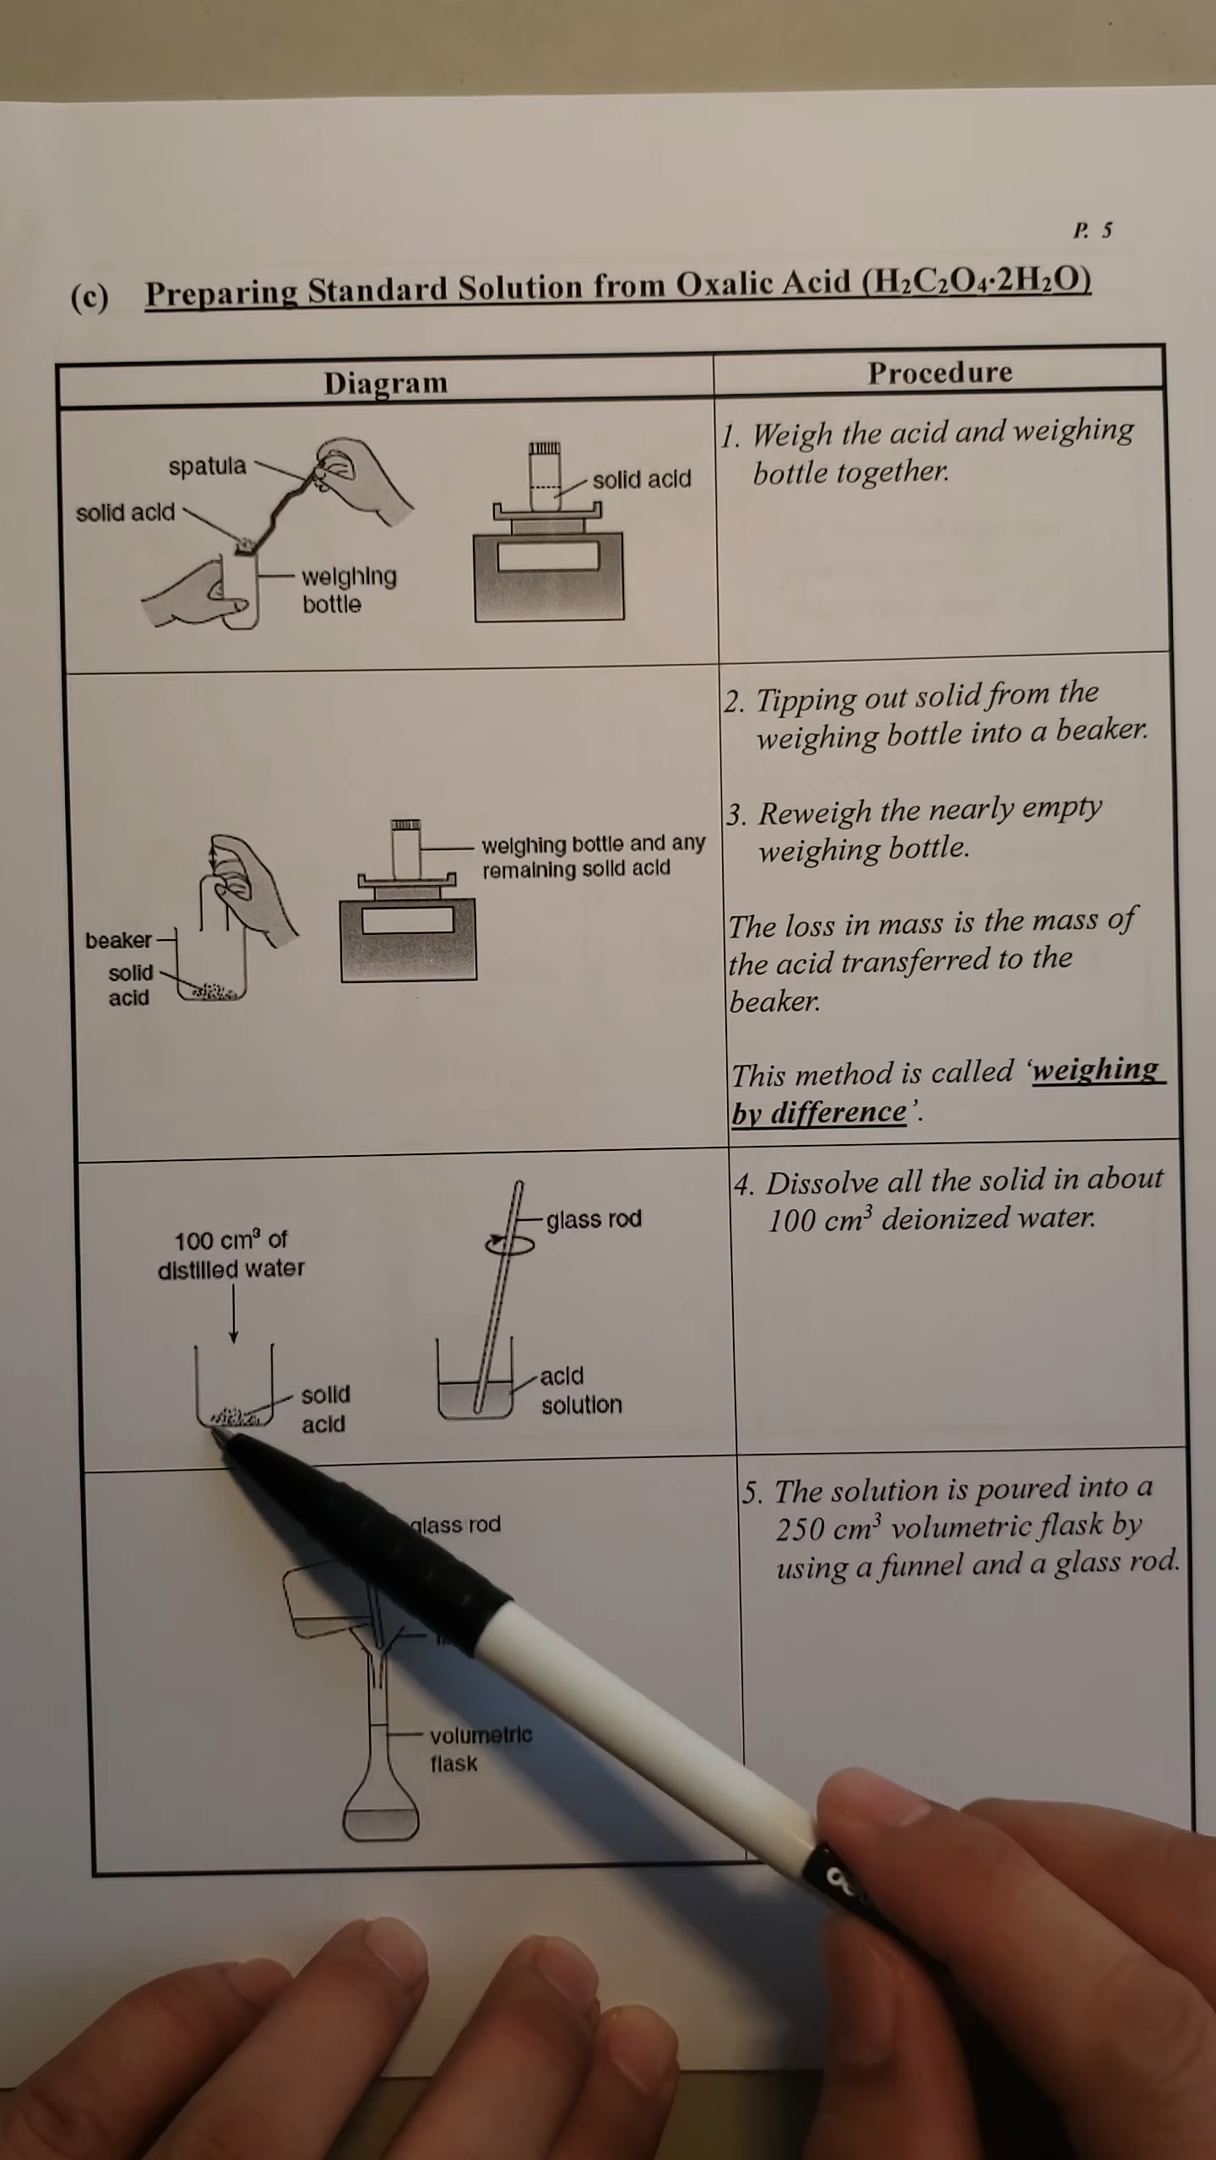 P. 5
(c) Preparing Standard Solution from Oxalic Acid (H₂C₂O₄·2H₂O)
Diagram
Procedure
spatula
solid acid
weighing
bottle
solid acid
1. Weigh the acid and weighing
bottle together.
beaker
solid
acid
weighing bottle and any
remaining solid acid
2. Tipping out solid from the
weighing bottle into a beaker.
3. Reweigh the nearly empty
weighing bottle.
The loss in mass is the mass of
the acid transferred to the
beaker.
This method is called ‘weighing
by difference’.
100 cm³ of
distilled water
solid
acid
glass rod
acid
solution
4. Dissolve all the solid in about
100 cm³ deionized water.
glass rod
volumetric
flask
5. The solution is poured into a
250 cm³ volumetric flask by
using a funnel and a glass rod.